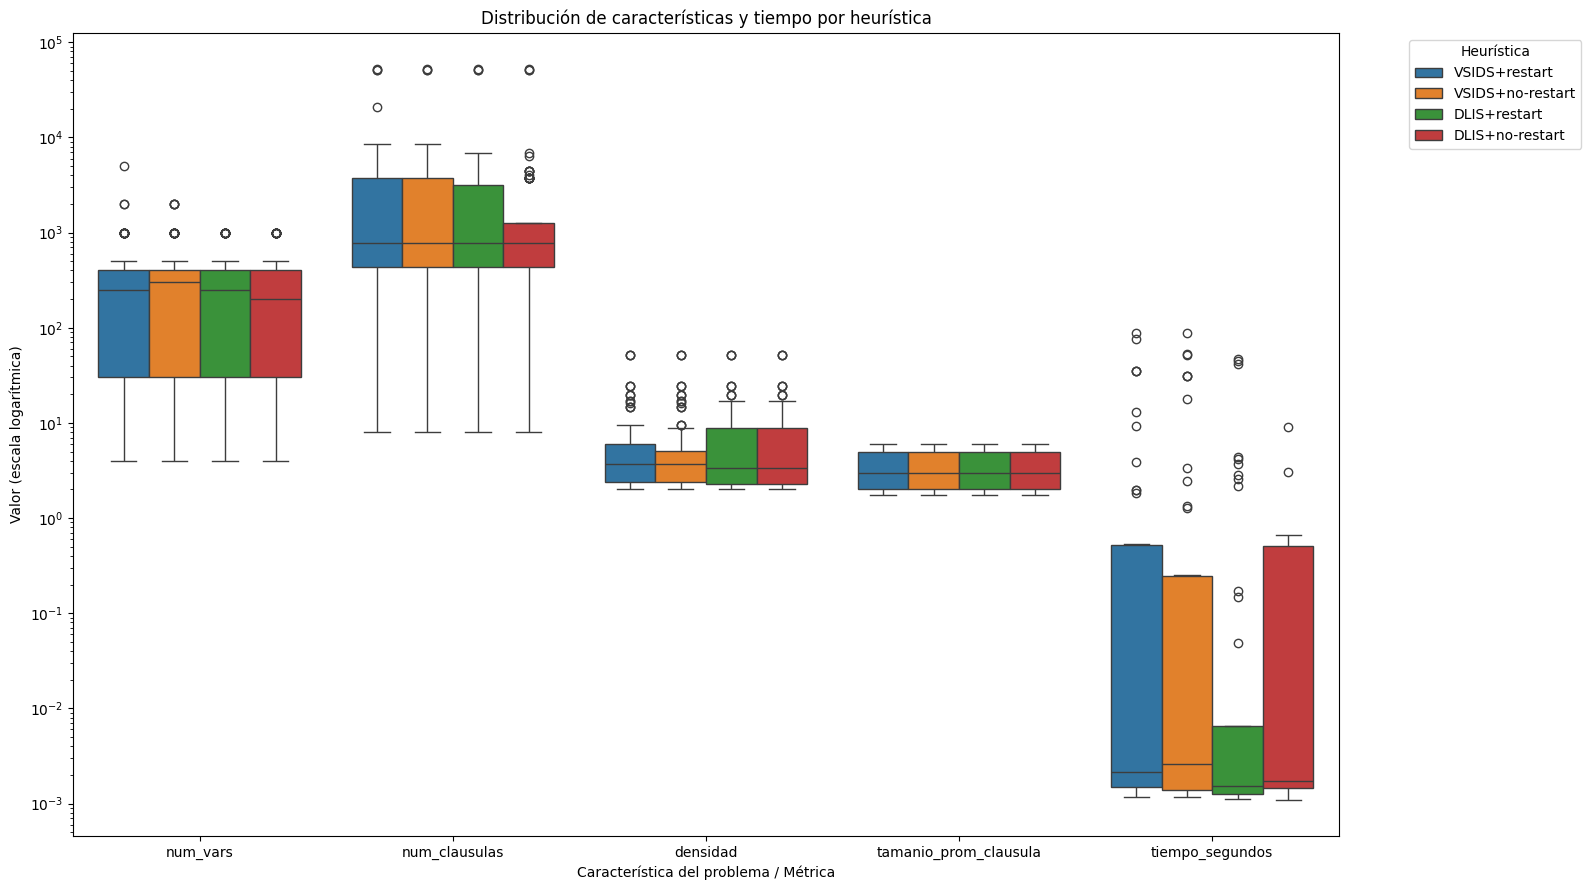 Distribución de características y tiempo por heurística
Valor (escala logarítmica)
10^5
10^4
10^3
10^2
10^1
10^0
10^-1
10^-2
10^-3
num_vars
num_clausulas
densidad
tamanio_prom_clausula
tiempo_segundos
Característica del problema / Métrica
Heurística
VSIDS+restart
VSIDS+no-restart
DLIS+restart
DLIS+no-restart